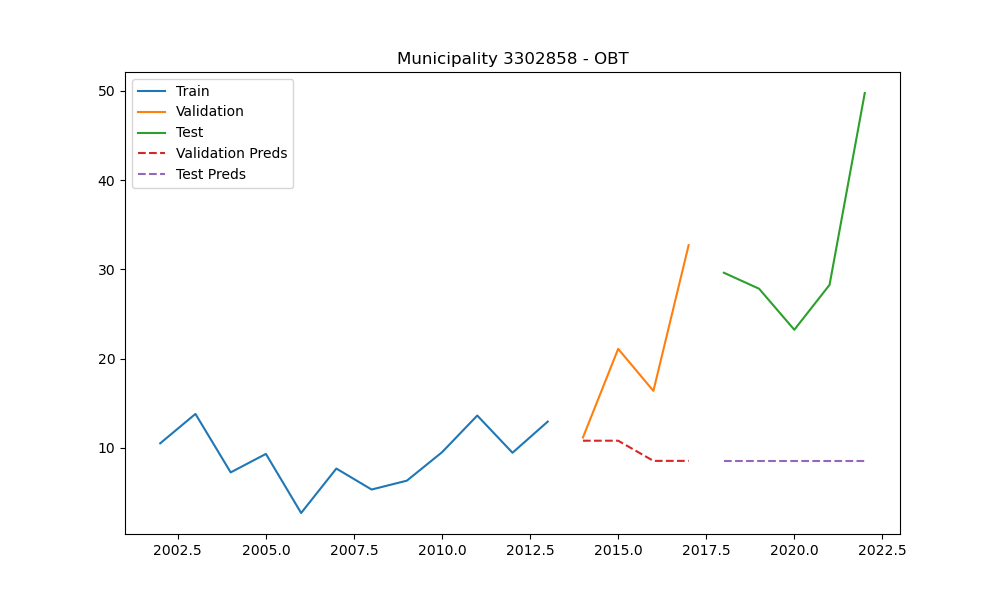 Municipality 3302858 - OBT
Train
Validation
Test
Validation Preds
Test Preds
50
40
30
20
10
2002.5 2005.0 2007.5 2010.0 2012.5 2015.0 2017.5 2020.0 2022.5